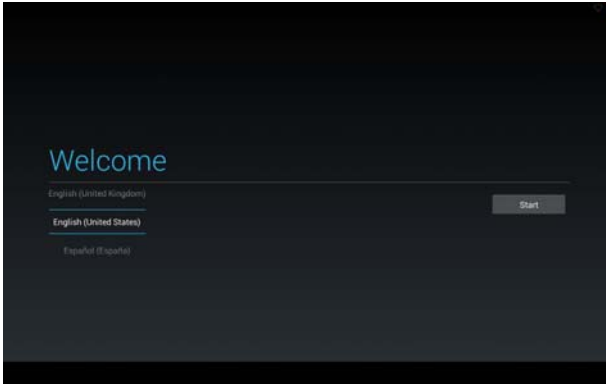 Welcome
English (United Kingdom)
Start
English (United States)
Español (España)